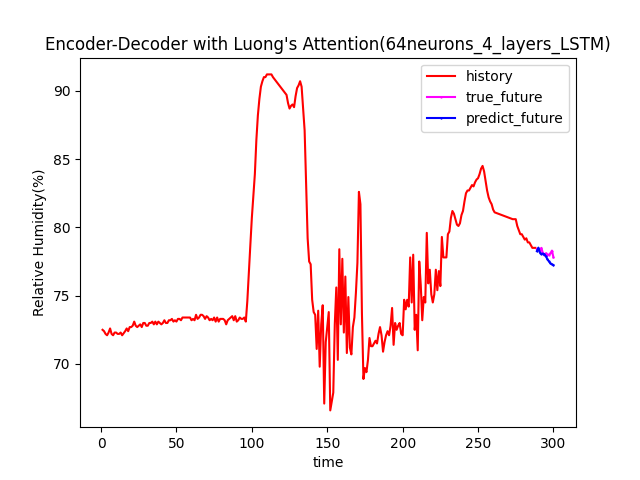 Encoder-Decoder with Luong's Attention(64neurons_4_layers_LSTM)
history
true_future
predict_future
90
85
80
75
70
Relative Humidity(%)
0 50 100 150 200 250 300
time